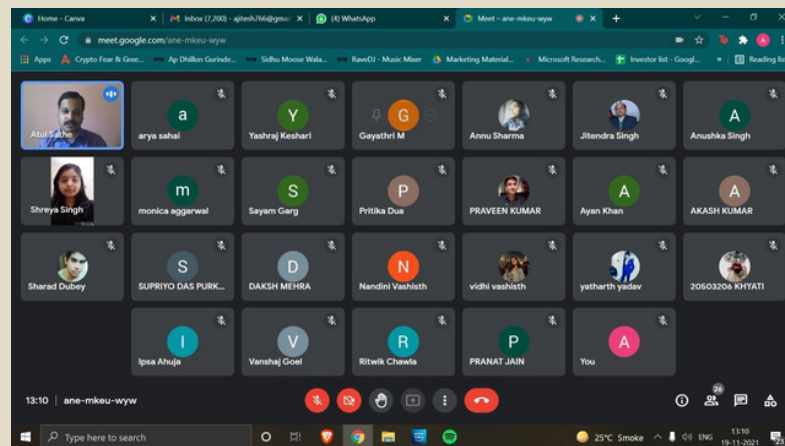 Home - Canva
Inbox (7,200) - ajitesh766@gmai
(4) WhatsApp
Meet – ane-mkeu-wyw
meet.google.com/ane-mkeu-wyw
Apps Crypto Fear & Gre... Ap Dhillon Gurinde... Sidhu Moose Wala... RaveDJ - Music Mixer Marketing Material... Microsoft Research... Investor list - Googl... » Reading list
Atul Sathe
a
arya sahai
Y
Yashraj Keshari
G
Gayathri M
Annu Sharma
Jitendra Singh
A
Anushka Singh
Shreya Singh
m
monica aggarwal
S
Sayam Garg
P
Pritika Dua
PRAVEEN KUMAR
A
Ayan Khan
A
AKASH KUMAR
Sharad Dubey
S
SUPRIYO DAS PURK...
D
DAKSH MEHRA
N
Nandini Vashisth
vidhi vashisth
yatharth yadav
20503206 KHYATI
I
Ipsa Ahuja
V
Vanshaj Goel
R
Ritwik Chawla
P
PRANAT JAIN
A
You
13:10 | ane-mkeu-wyw
26
Type here to search
25°C Smoke
ENG
13:10
19-11-2021
23